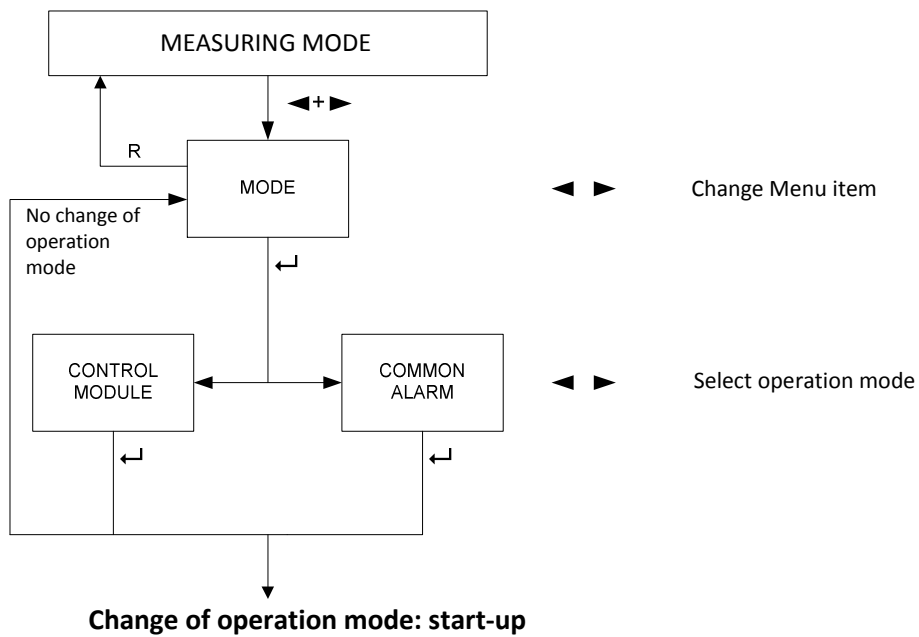 MEASURING MODE
◄+►
R
MODE
◄ ► Change Menu item
No change of
operation
mode
↵
CONTROL
MODULE
COMMON
ALARM
◄ ► Select operation mode
↵
↵
Change of operation mode: start-up